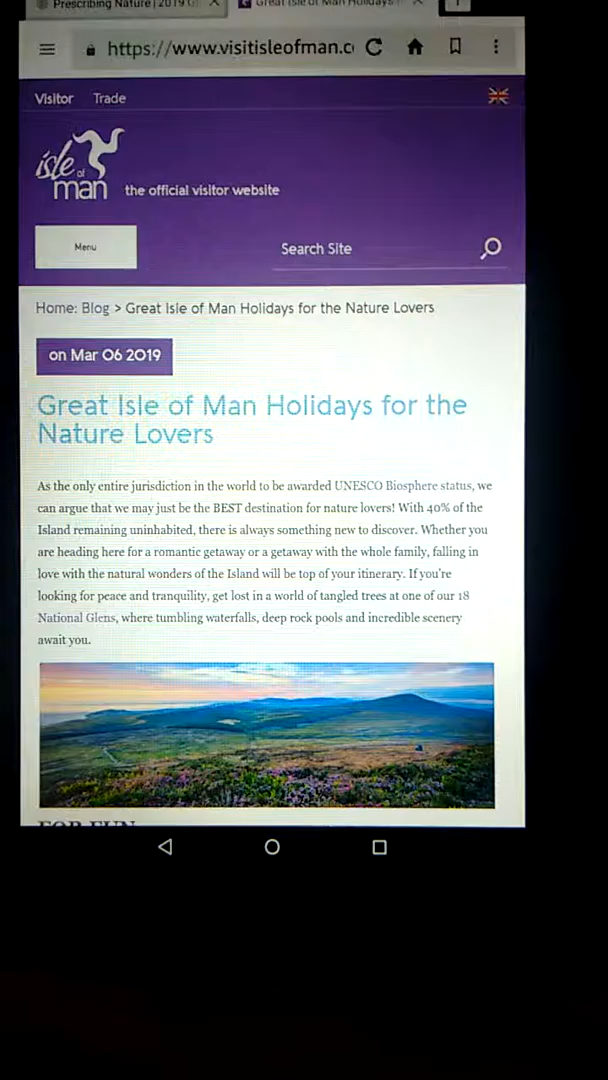 Prescribing Nature | 2019
Great Isle of Man Holidays
https://www.visitisleofman.c
Visitor Trade
isle of man
the official visitor website
Menu
Search Site
Home: Blog > Great Isle of Man Holidays for the Nature Lovers
on Mar 06 2019
Great Isle of Man Holidays for the
Nature Lovers
As the only entire jurisdiction in the world to be awarded UNESCO Biosphere status, we
can argue that we may just be the BEST destination for nature lovers! With 40% of the
Island remaining uninhabited, there is always something new to discover. Whether you
are heading here for a romantic getaway or a getaway with the whole family, falling in
love with the natural wonders of the Island will be top of your itinerary. If you're
looking for peace and tranquility, get lost in a world of tangled trees at one of our 18
National Glens, where tumbling waterfalls, deep rock pools and incredible scenery
await you.
FOR FUN